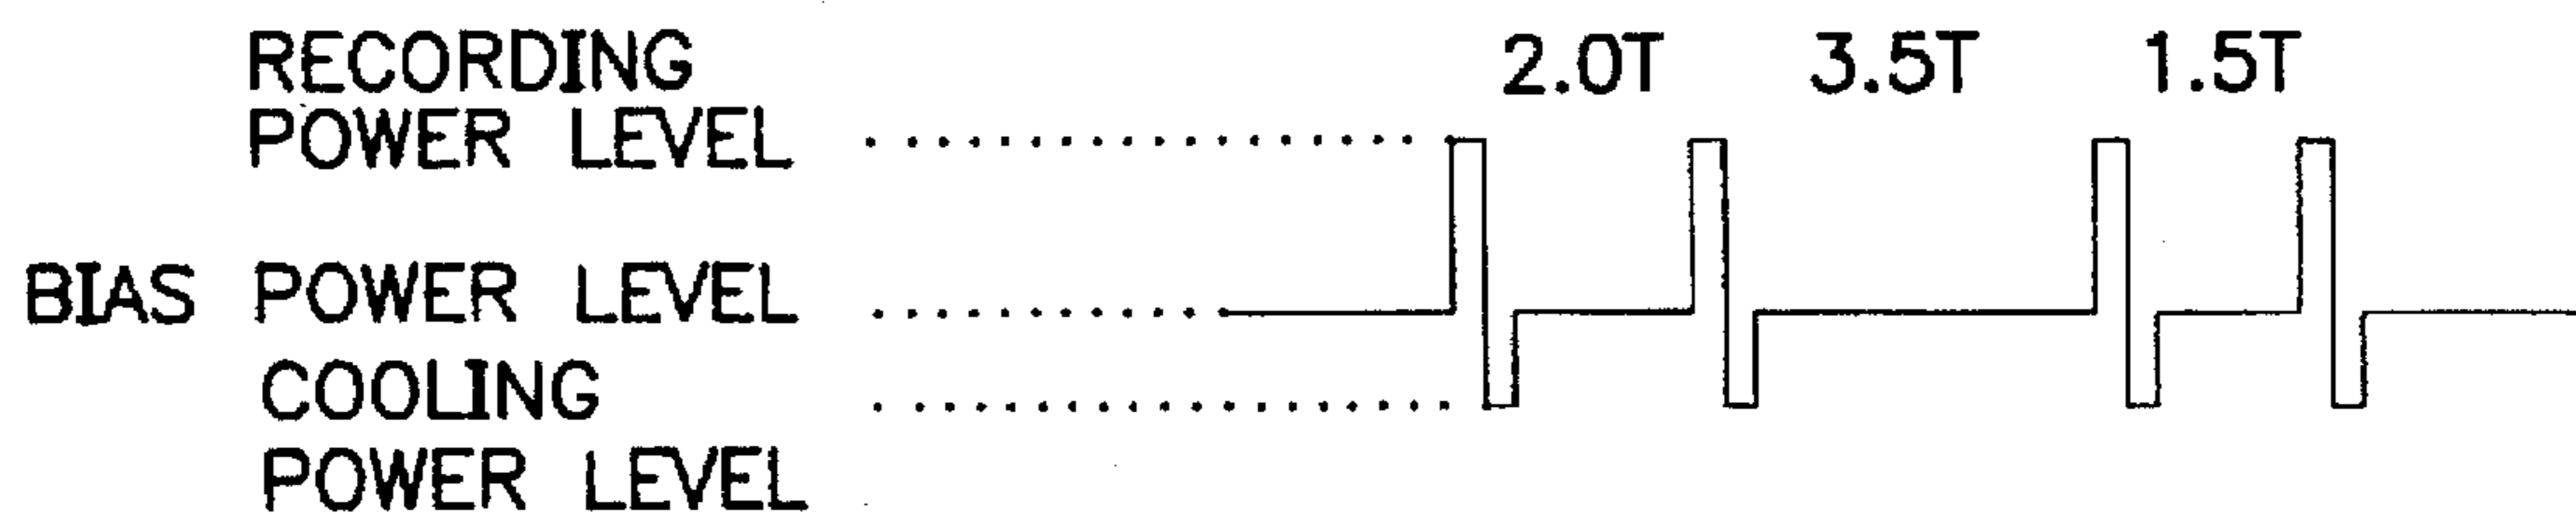 RECORDING
POWER LEVEL
2.0T 3.5T 1.5T
BIAS POWER LEVEL
COOLING
POWER LEVEL